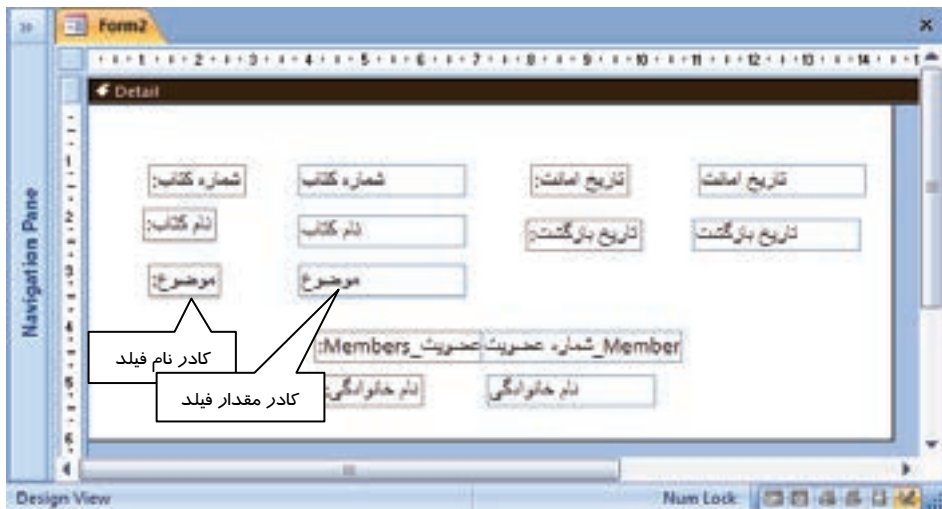 Form2
Detail
Navigation Pane
شماره کتاب:
شماره کتاب
تاریخ امانت:
تاریخ امانت
نام کتاب:
نام کتاب
تاریخ بازگشت:
تاریخ بازگشت
موضوع:
موضوع
عضویت_Members:
Member_شماره عضویت
نام خانوادگی:
نام خانوادگی
کادر نام فیلد
کادر مقدار فیلد
Design View
Num Lock